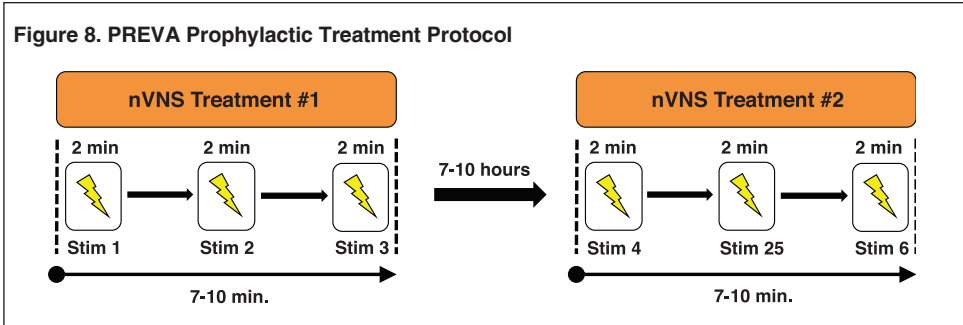 Figure 8. PREVA Prophylactic Treatment Protocol
nVNS Treatment #1
nVNS Treatment #2
2 min
2 min
2 min
7-10 hours
2 min
2 min
2 min
Stim 1
Stim 2
Stim 3
Stim 4
Stim 25
Stim 6
7-10 min.
7-10 min.